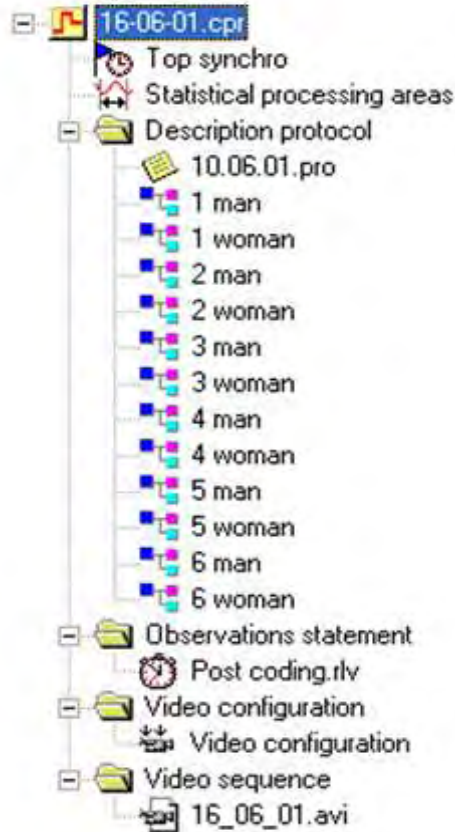 16-06-01.cpr
Top synchro
Statistical processing areas
Description protocol
10.06.01.pro
1 man
1 woman
2 man
2 woman
3 man
3 woman
4 man
4 woman
5 man
5 woman
6 man
6 woman
Observations statement
Post coding.rlv
Video configuration
Video configuration
Video sequence
16_06_01.avi